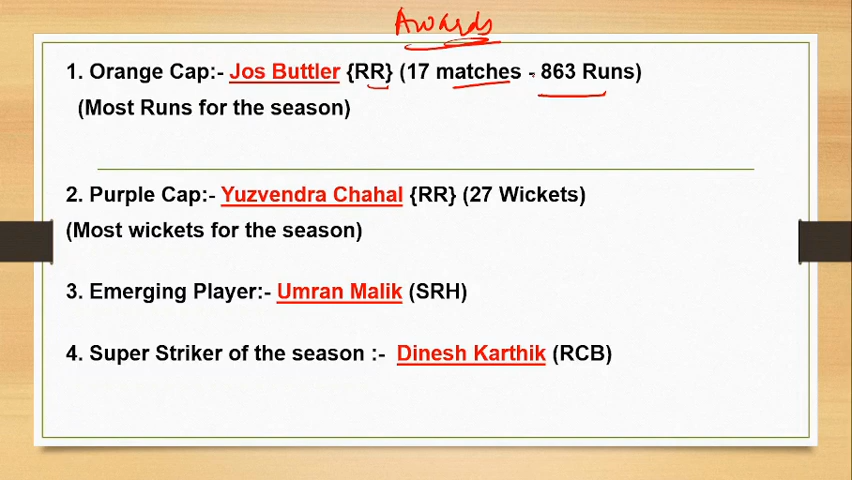 Awards
1. Orange Cap:- Jos Buttler {RR} (17 matches - 863 Runs)
(Most Runs for the season)
2. Purple Cap:- Yuzvendra Chahal {RR} (27 Wickets)
(Most wickets for the season)
3. Emerging Player:- Umran Malik (SRH)
4. Super Striker of the season :- Dinesh Karthik (RCB)